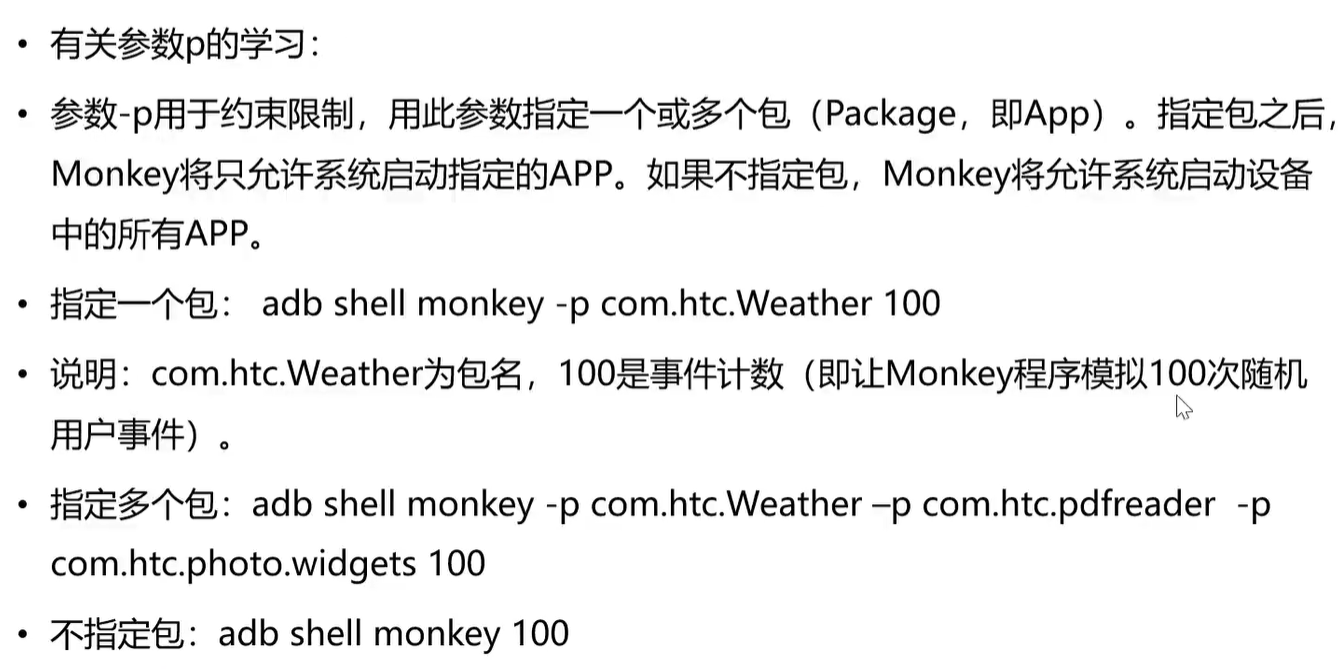 • 有关参数p的学习：
• 参数-p用于约束限制，用此参数指定一个或多个包（Package，即App）。指定包之后，
Monkey将只允许系统启动指定的APP。如果不指定包，Monkey将允许系统启动设备
中的所有APP。
• 指定一个包： adb shell monkey -p com.htc.Weather 100
• 说明：com.htc.Weather为包名，100是事件计数（即让Monkey程序模拟100次随机
用户事件）。
• 指定多个包：adb shell monkey -p com.htc.Weather –p com.htc.pdfreader -p
com.htc.photo.widgets 100
• 不指定包：adb shell monkey 100